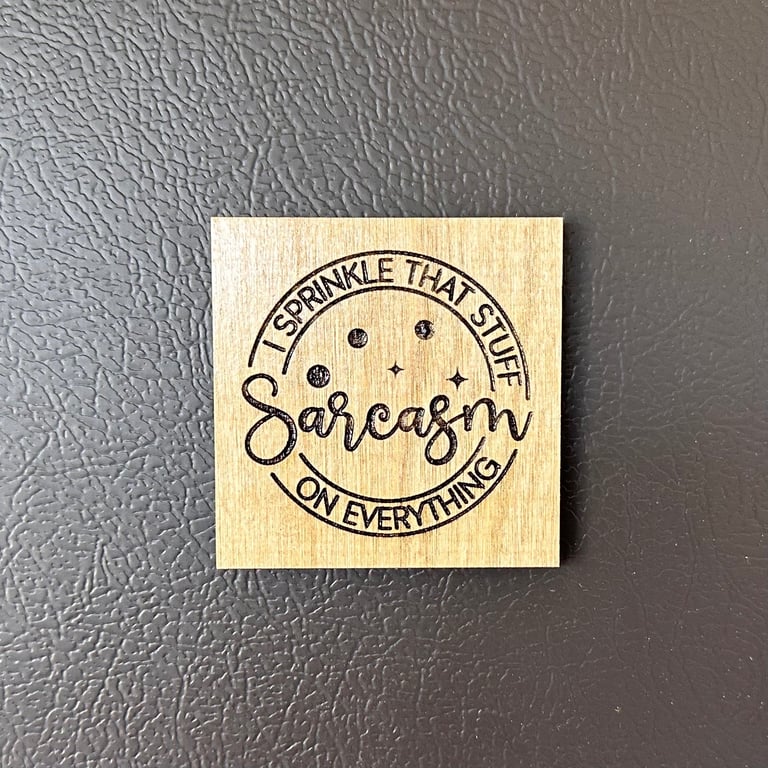 I SPRINKLE THAT STUFF
Sarcasm
ON EVERYTHING